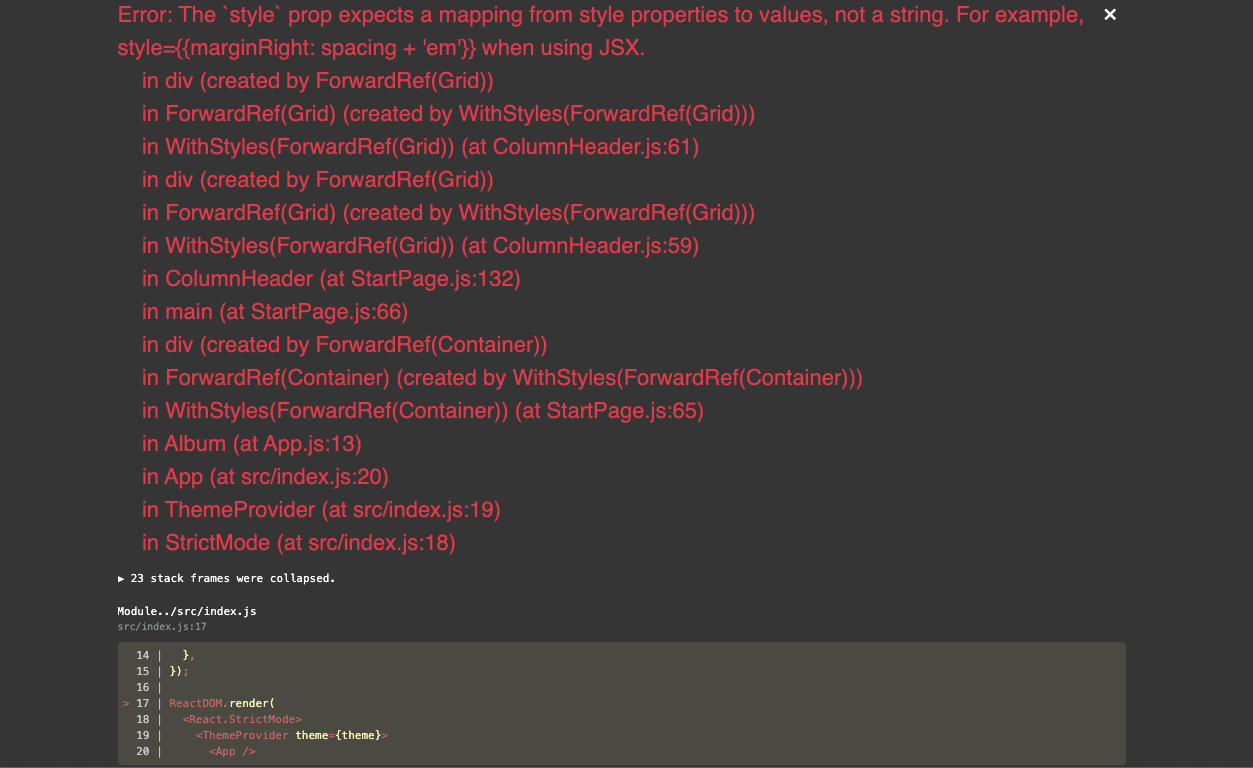 Error: The `style` prop expects a mapping from style properties to values, not a string. For example, ✕
style={{marginRight: spacing + 'em'}} when using JSX.
in div (created by ForwardRef(Grid))
in ForwardRef(Grid) (created by WithStyles(ForwardRef(Grid)))
in WithStyles(ForwardRef(Grid)) (at ColumnHeader.js:61)
in div (created by ForwardRef(Grid))
in ForwardRef(Grid) (created by WithStyles(ForwardRef(Grid)))
in WithStyles(ForwardRef(Grid)) (at ColumnHeader.js:59)
in ColumnHeader (at StartPage.js:132)
in main (at StartPage.js:66)
in div (created by ForwardRef(Container))
in ForwardRef(Container) (created by WithStyles(ForwardRef(Container)))
in WithStyles(ForwardRef(Container)) (at StartPage.js:65)
in Album (at App.js:13)
in App (at src/index.js:20)
in ThemeProvider (at src/index.js:19)
in StrictMode (at src/index.js:18)
▶ 23 stack frames were collapsed.
Module../src/index.js
src/index.js:17
14 | },
15 | });
16 |
> 17 | ReactDOM.render(
18 | <React.StrictMode>
19 | <ThemeProvider theme={theme}>
20 | <App />